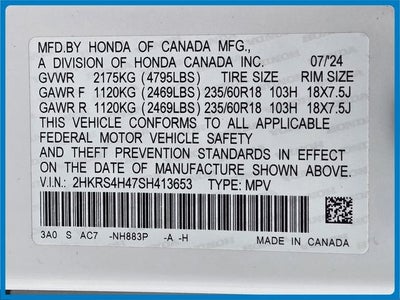 MFD.BY HONDA OF CANADA MFG.,
A DIVISION OF HONDA CANADA INC. 07/'24
GVWR 2175KG (4795LBS) TIRE SIZE RIM SIZE
GAWR F 1120KG (2469LBS) 235/60R18 103H 18X7.5J
GAWR R 1120KG (2469LBS) 235/60R18 103H 18X7.5J
THIS VEHICLE CONFORMS TO ALL APPLICABLE
FEDERAL MOTOR VEHICLE SAFETY
AND THEFT PREVENTION STANDARDS IN EFFECT ON
THE DATE OF MANUFACTURE SHOWN ABOVE.
V.I.N.: 2HKRS4H47SH413653 TYPE: MPV
3A0 S AC7 -NH883P -A -H
MADE IN CANADA